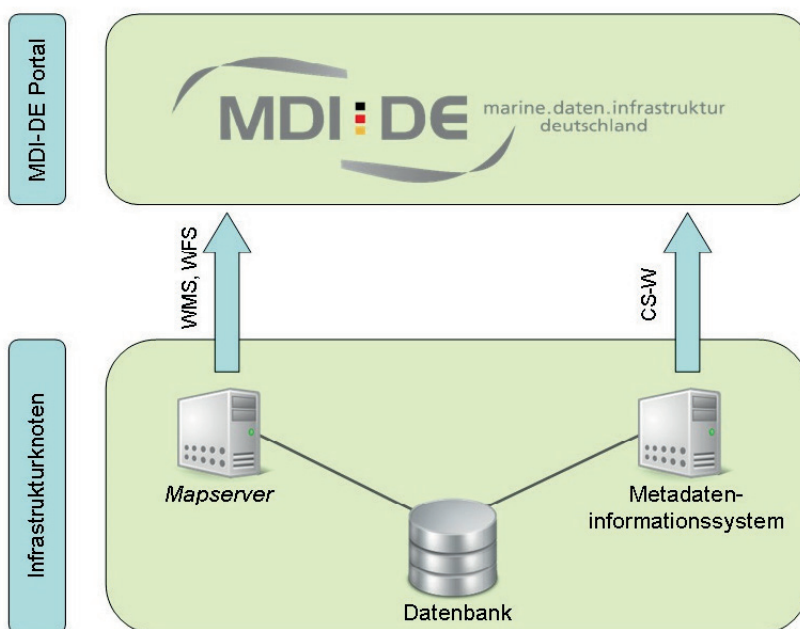 MDI-DE Portal
MDI:DE
marine.daten.infrastruktur
deutschland
WMS, WFS
CS-W
Infrastrukturknoten
Mapserver
Metadaten-
informationssystem
Datenbank